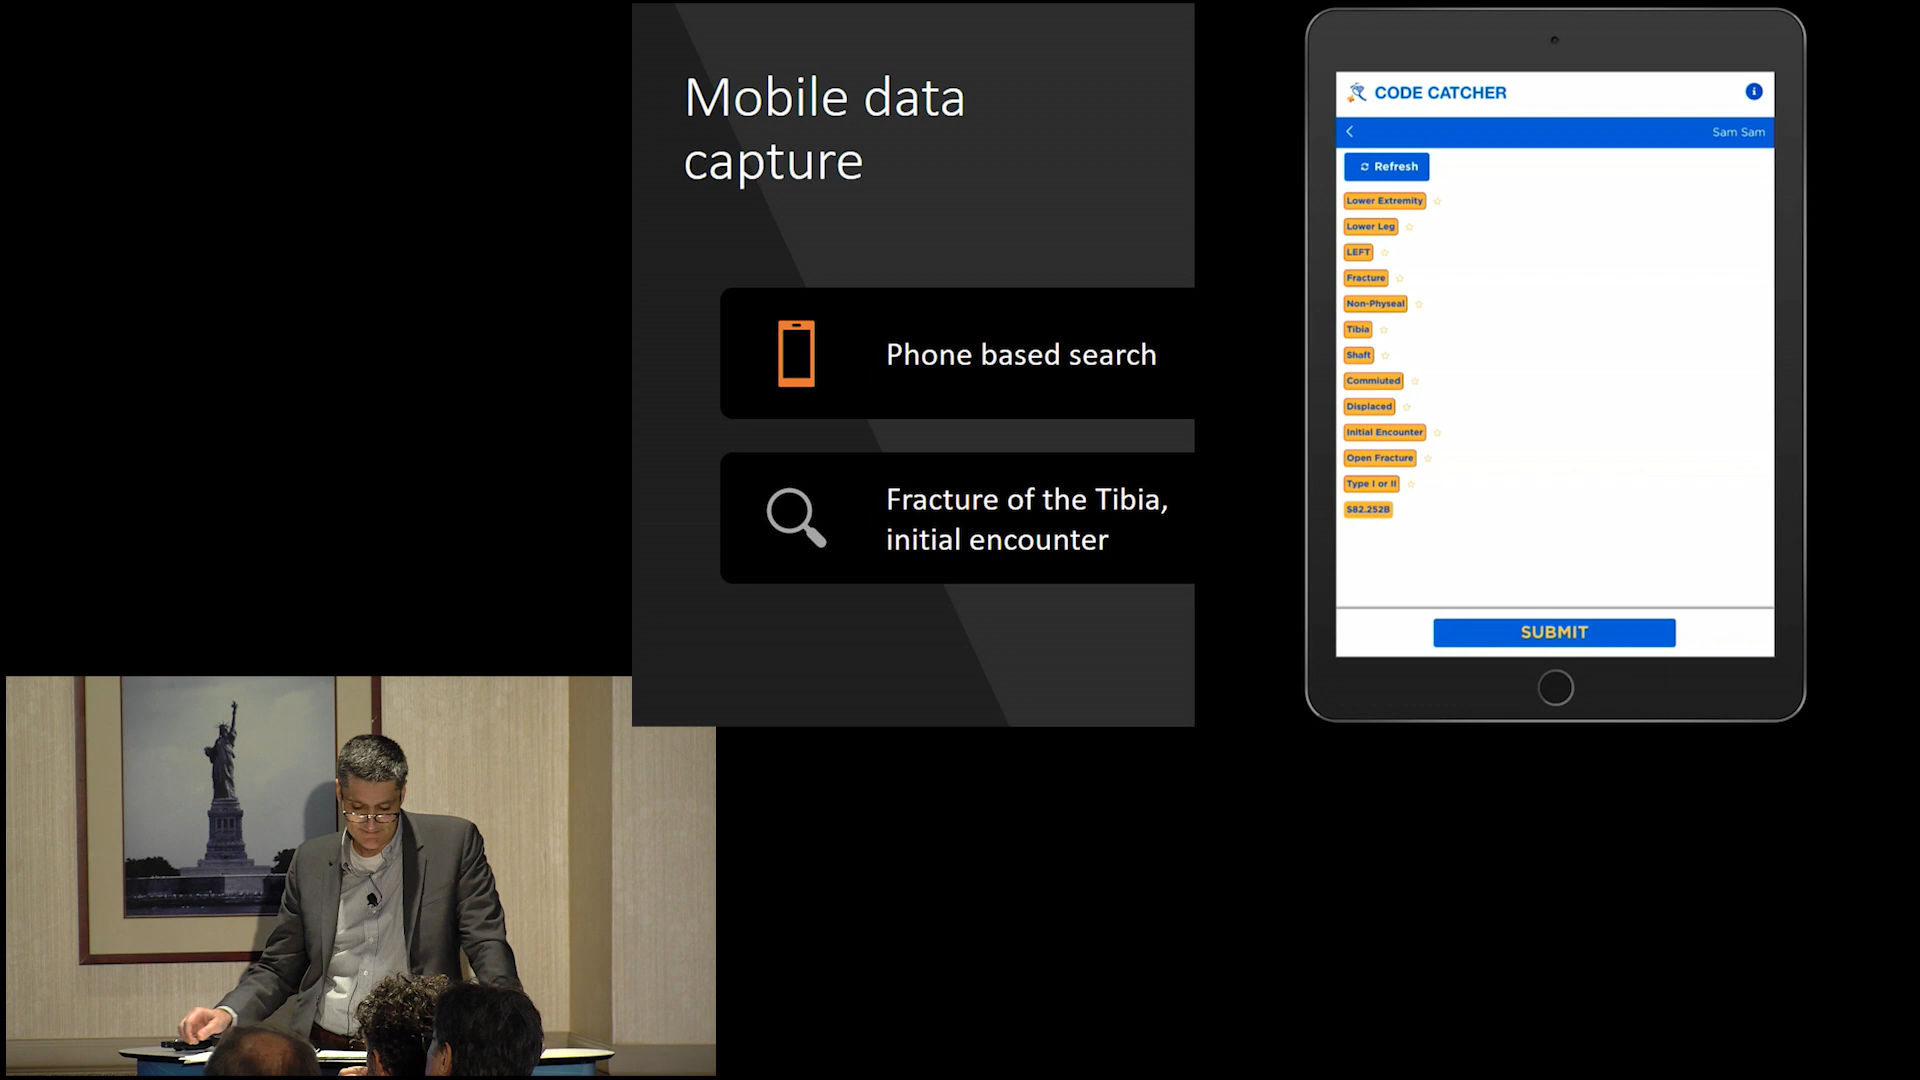 Mobile data
capture
Phone based search
Fracture of the Tibia,
initial encounter
CODE CATCHER
i
Sam Sam
Refresh
Lower Extremity
Lower Leg
LEFT
Fracture
Non-Physeal
Tibia
Shaft
Commiuted
Displaced
Initial Encounter
Open Fracture
Type I or II
S82.252B
SUBMIT